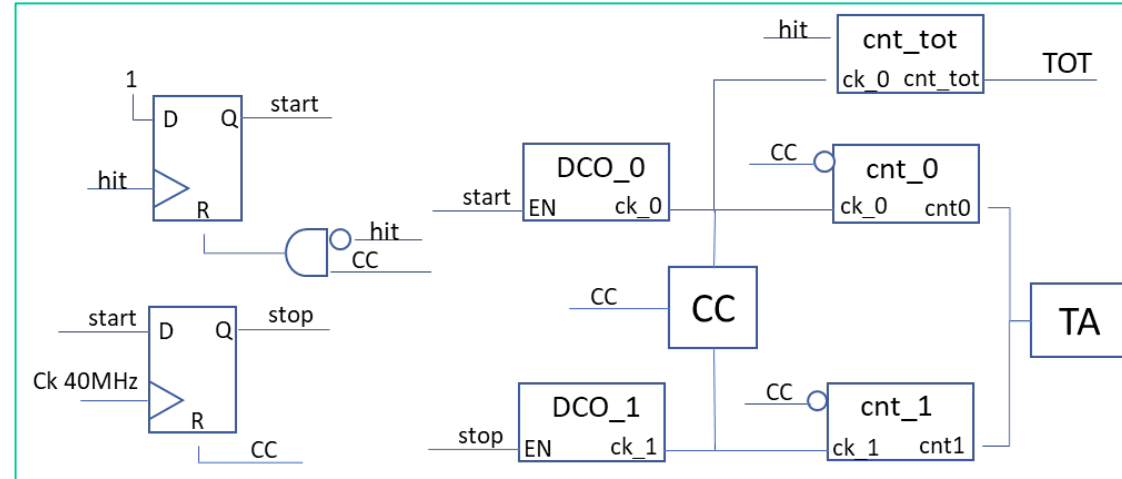 1
D Q
start
hit
R
hit
CC
start
D Q
stop
Ck 40MHz
R
CC
start
DCO_0
EN ck_0
CC
CC
stop
DCO_1
EN ck_1
hit
cnt_tot
ck_0 cnt_tot
TOT
CC
cnt_0
ck_0 cnt0
CC
cnt_1
ck_1 cnt1
TA